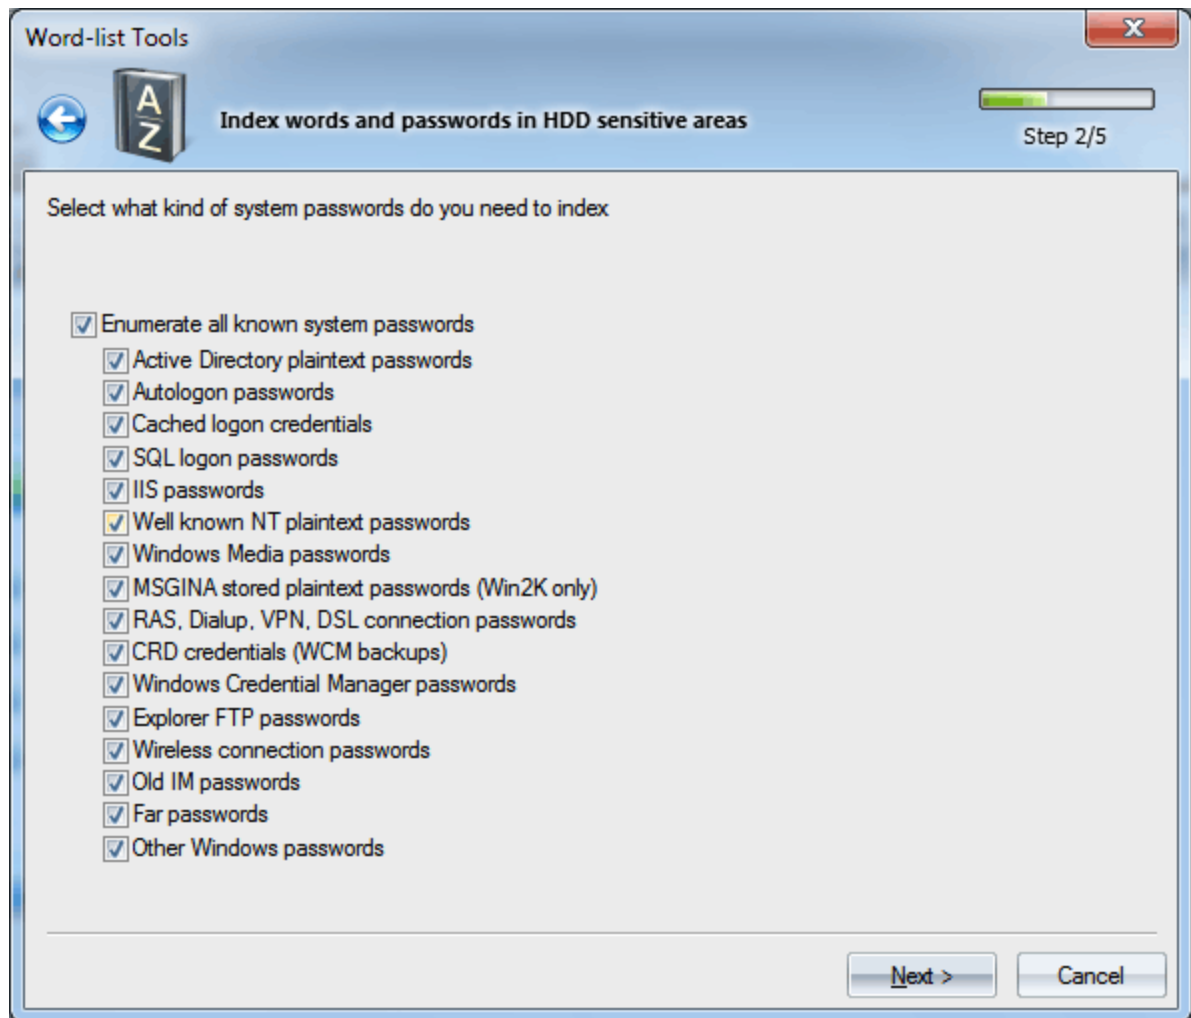 Word-list Tools
X
A
Z
Index words and passwords in HDD sensitive areas
Step 2/5
Select what kind of system passwords do you need to index
Enumerate all known system passwords
Active Directory plaintext passwords
Autologon passwords
Cached logon credentials
SQL logon passwords
IIS passwords
Well known NT plaintext passwords
Windows Media passwords
MSGINA stored plaintext passwords (Win2K only)
RAS, Dialup, VPN, DSL connection passwords
CRD credentials (WCM backups)
Windows Credential Manager passwords
Explorer FTP passwords
Wireless connection passwords
Old IM passwords
Far passwords
Other Windows passwords
Next >
Cancel